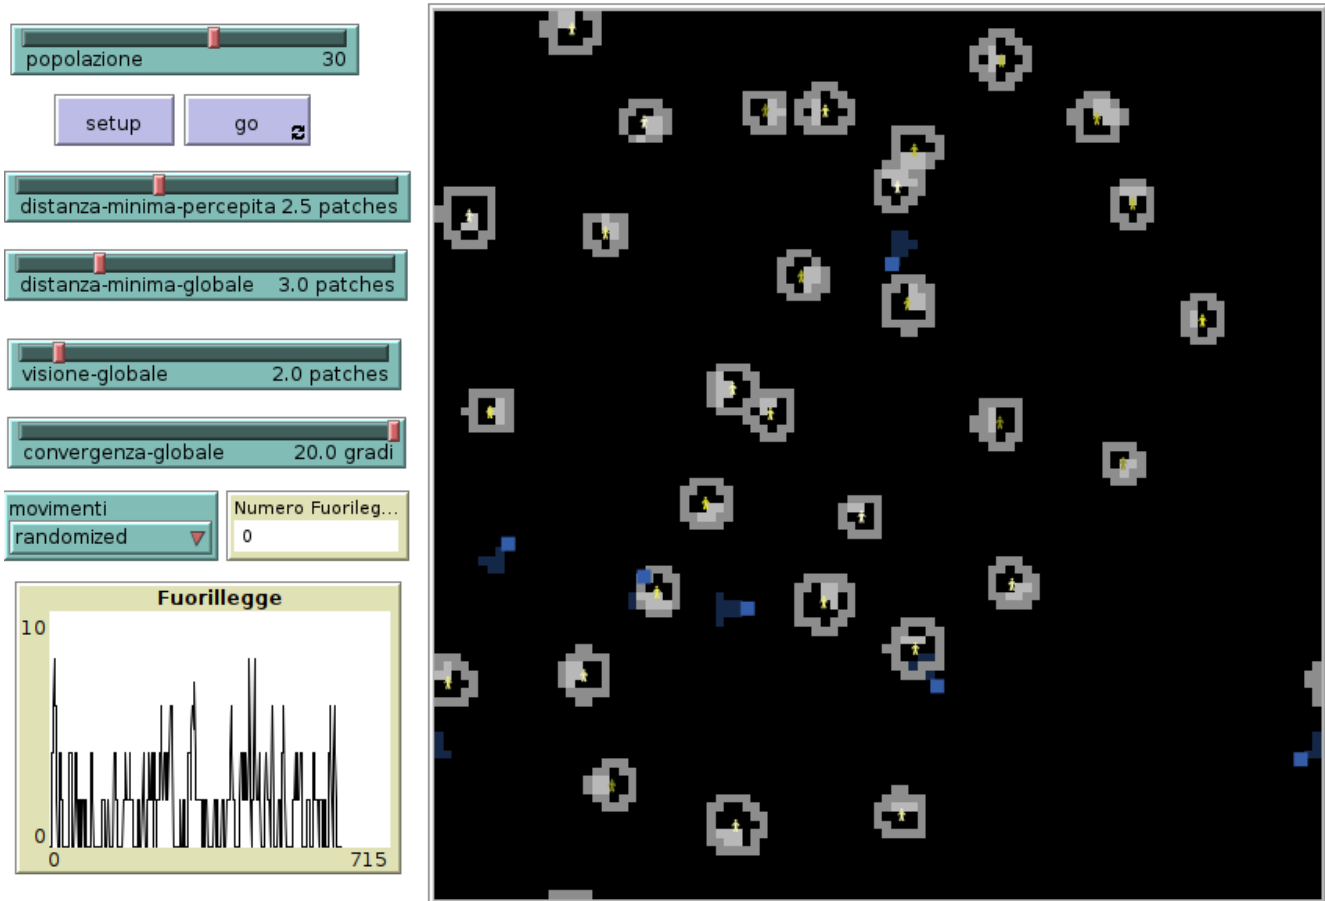 popolazione 30
setup go
distanza-minima-percepita 2.5 patches
distanza-minima-globale 3.0 patches
visione-globale 2.0 patches
convergenza-globale 20.0 gradi
movimenti
randomized
Numero Fuorileg...
0
Fuorillegge
10
0
0 715